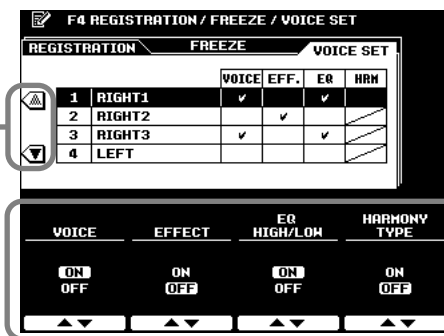 F4 REGISTRATION / FREEZE / VOICE SET
REGISTRATION FREEZE VOICE SET
VOICE EFF. EQ HRM
1 RIGHT1
2 RIGHT2
3 RIGHT3
4 LEFT
VOICE EFFECT EQ HIGH/LOW HARMONY TYPE
ON ON ON ON
OFF OFF OFF OFF